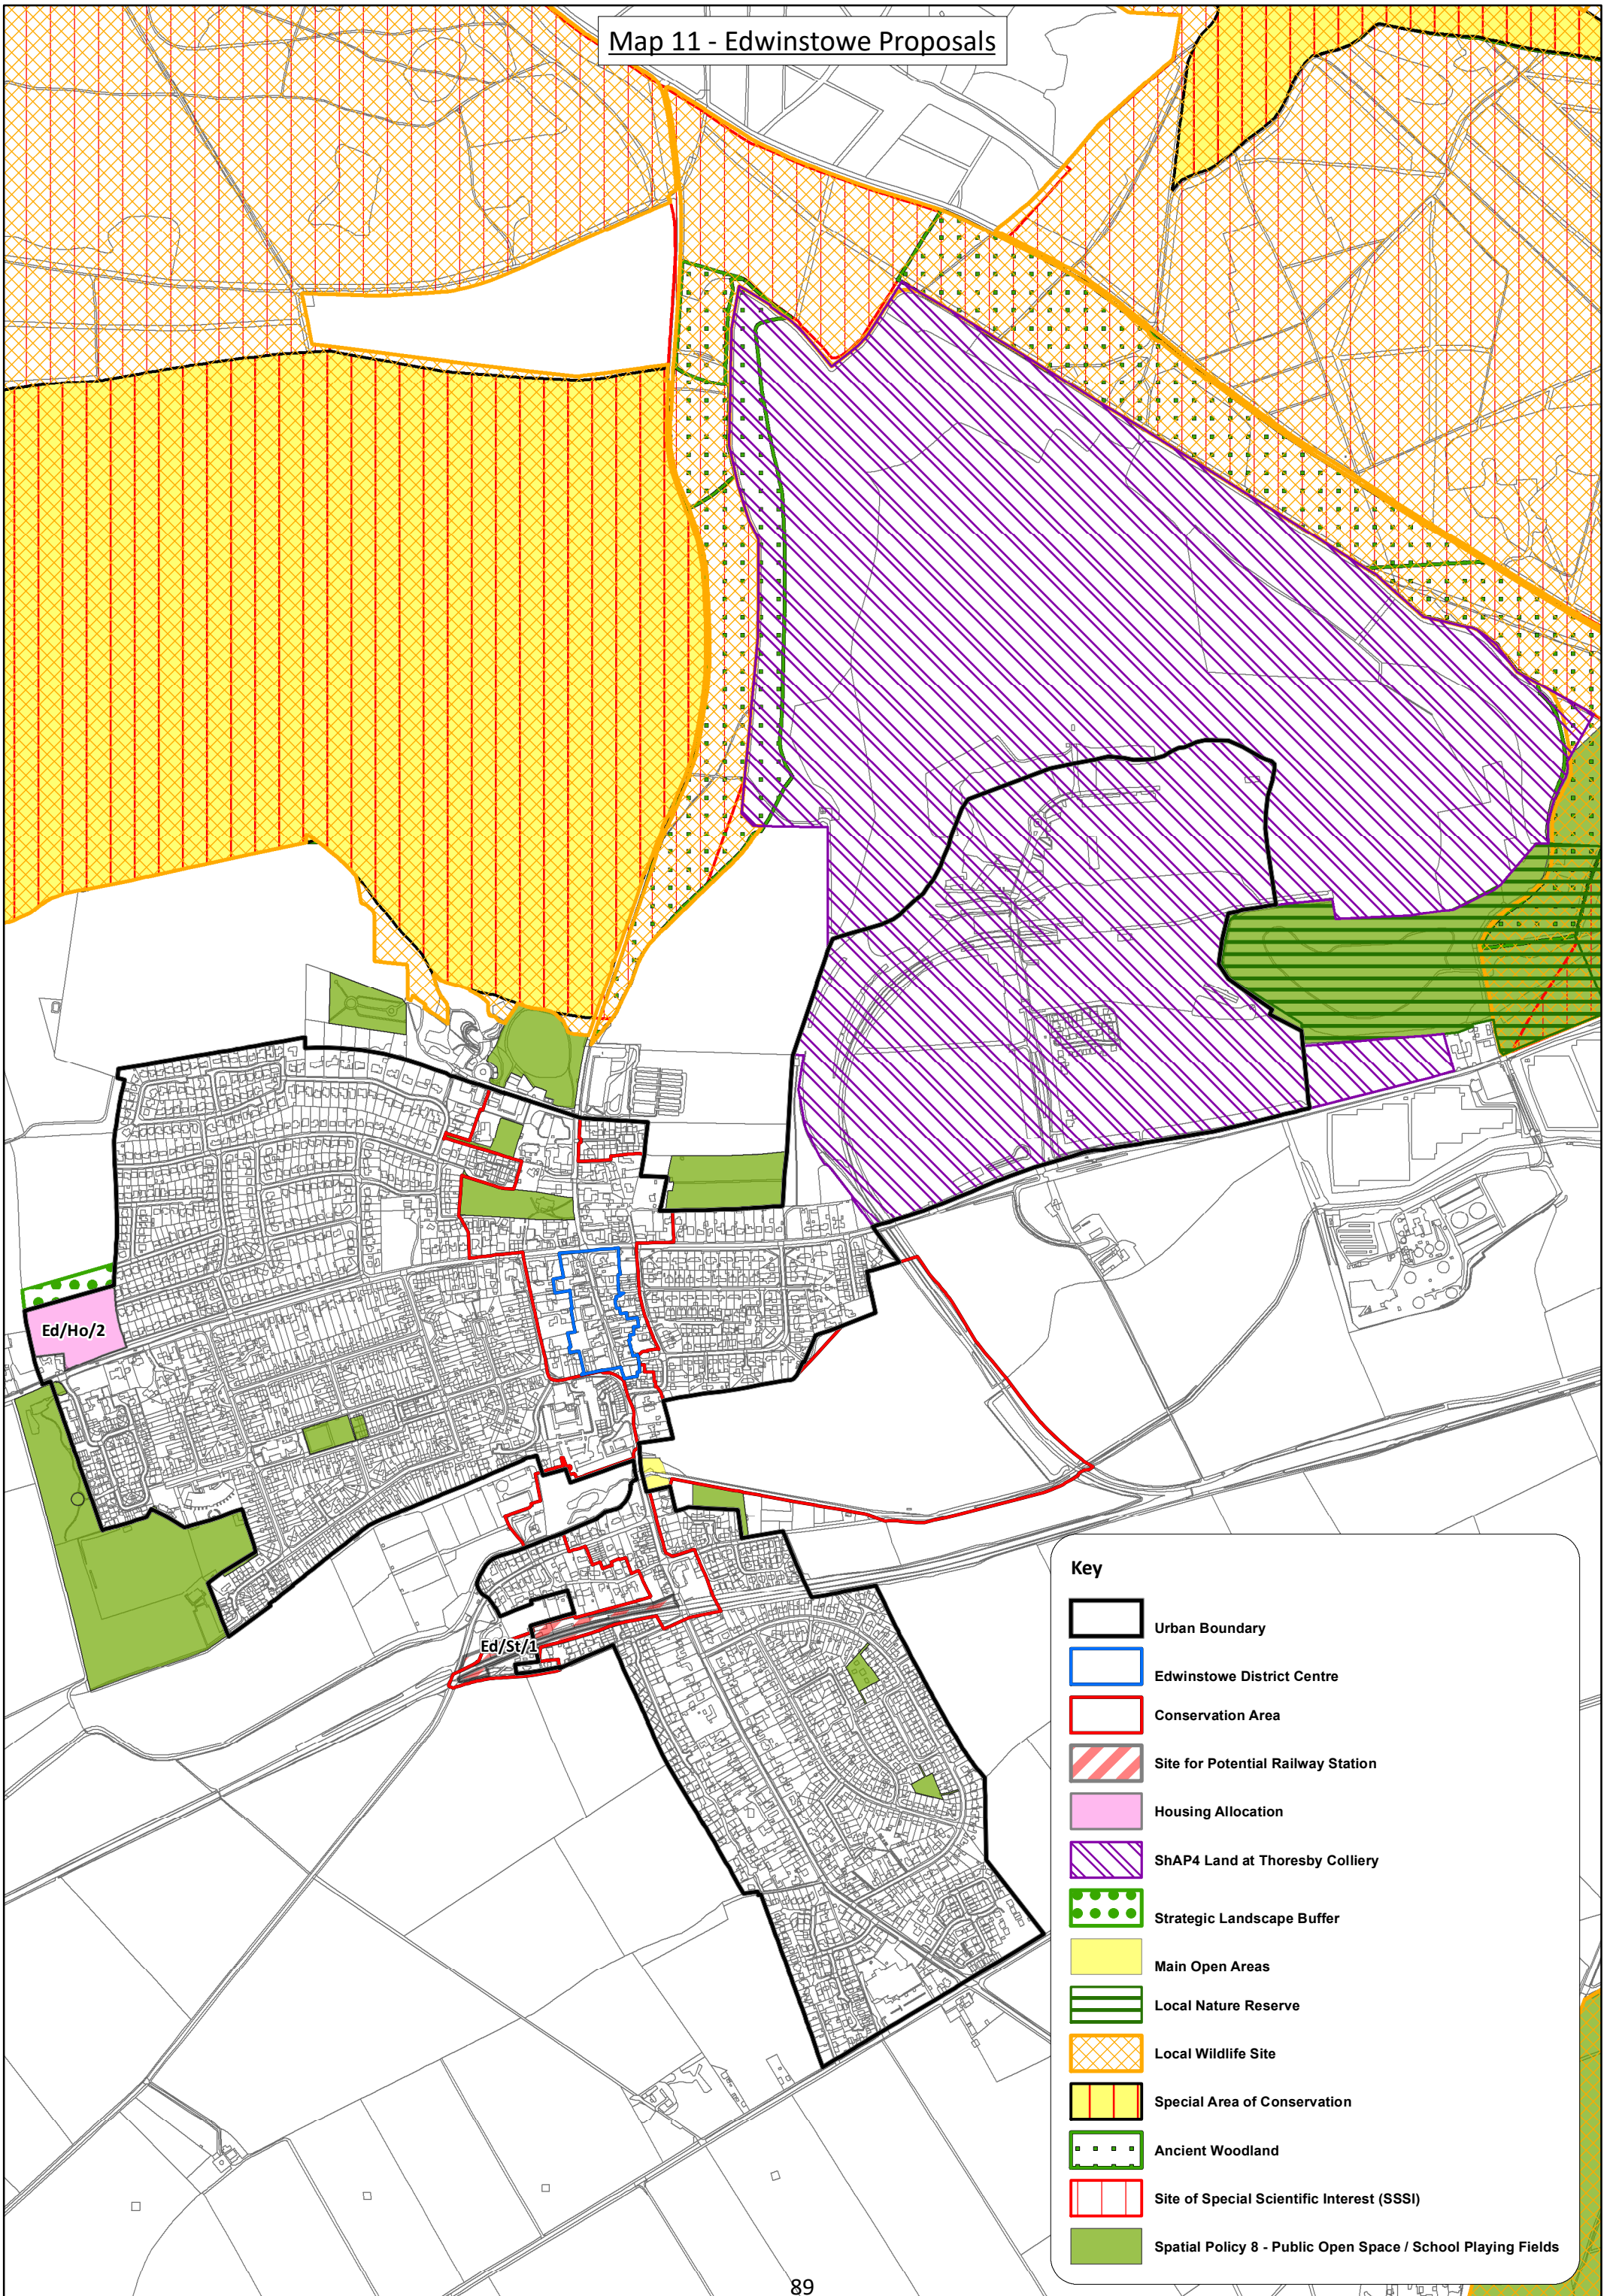 Map 11 - Edwinstowe Proposals
Ed/Ho/2
Ed/St/1
Key
Urban Boundary
Edwinstowe District Centre
Conservation Area
Site for Potential Railway Station
Housing Allocation
ShAP4 Land at Thoresby Colliery
Strategic Landscape Buffer
Main Open Areas
Local Nature Reserve
Local Wildlife Site
Special Area of Conservation
Ancient Woodland
Site of Special Scientific Interest (SSSI)
Spatial Policy 8 - Public Open Space / School Playing Fields
89